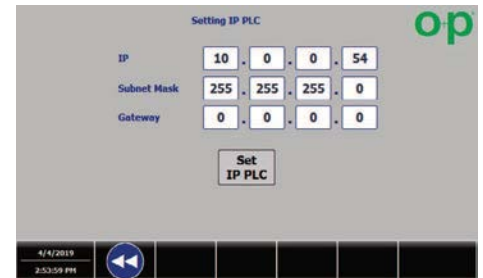 Setting IP PLC
o+p
IP 10 . 0 . 0 . 54
Subnet Mask 255 . 255 . 255 . 0
Gateway 0 . 0 . 0 . 0
Set
IP PLC
4/4/2019
2:53:59 PM